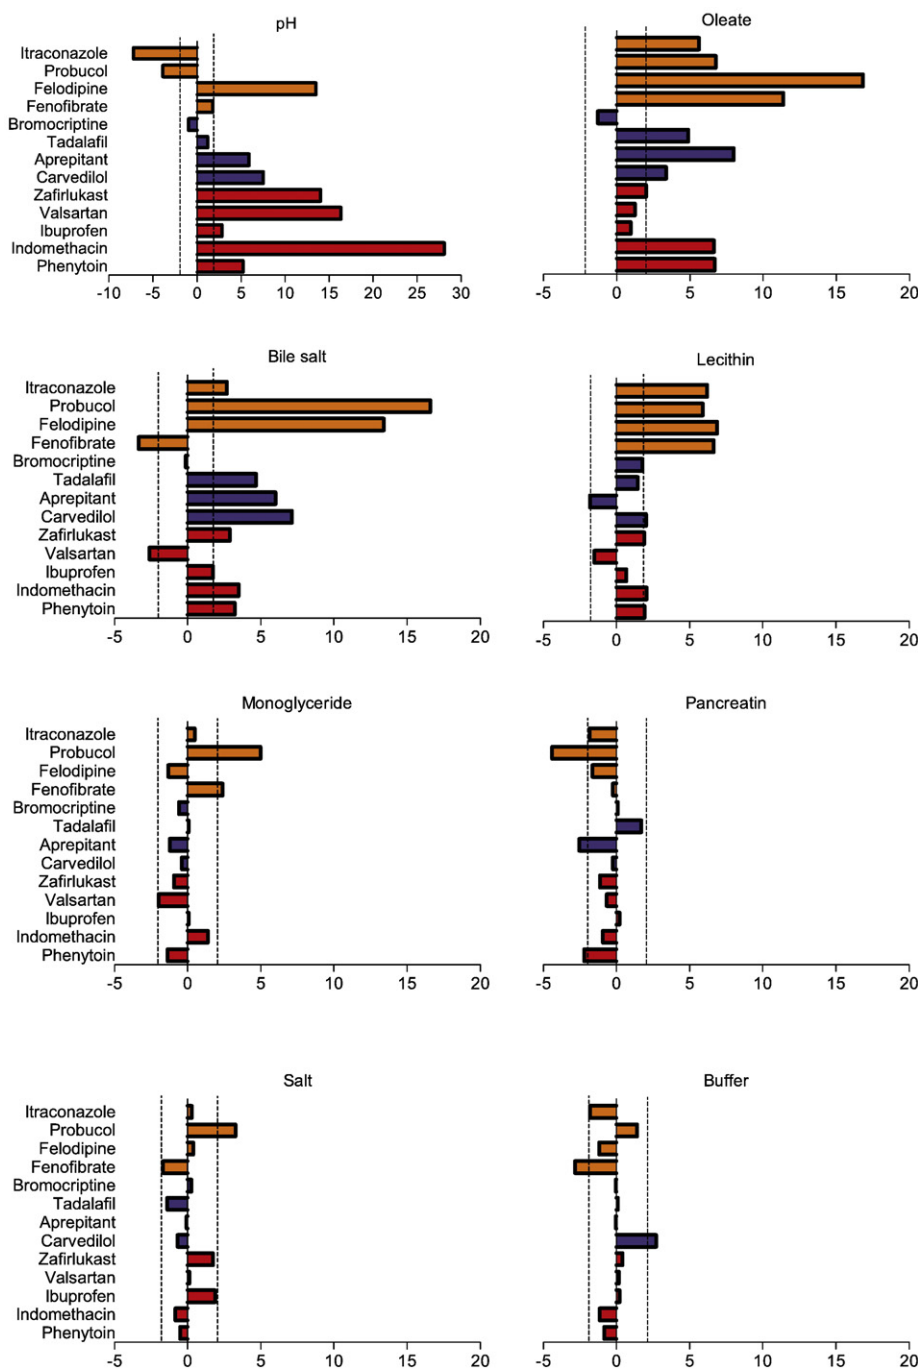 pH
Itraconazole
Probucol
Felodipine
Fenofibrate
Bromocriptine
Tadalafil
Aprepitant
Carvedilol
Zafirlukast
Valsartan
Ibuprofen
Indomethacin
Phenytoin
-10 -5 0 5 10 15 20 25 30
Oleate
-5 0 5 10 15 20
Bile salt
Itraconazole
Probucol
Felodipine
Fenofibrate
Bromocriptine
Tadalafil
Aprepitant
Carvedilol
Zafirlukast
Valsartan
Ibuprofen
Indomethacin
Phenytoin
-5 0 5 10 15 20
Lecithin
-5 0 5 10 15 20
Monoglyceride
Itraconazole
Probucol
Felodipine
Fenofibrate
Bromocriptine
Tadalafil
Aprepitant
Carvedilol
Zafirlukast
Valsartan
Ibuprofen
Indomethacin
Phenytoin
-5 0 5 10 15 20
Pancreatin
-5 0 5 10 15 20
Salt
Itraconazole
Probucol
Felodipine
Fenofibrate
Bromocriptine
Tadalafil
Aprepitant
Carvedilol
Zafirlukast
Valsartan
Ibuprofen
Indomethacin
Phenytoin
-5 0 5 10 15 20
Buffer
-5 0 5 10 15 20